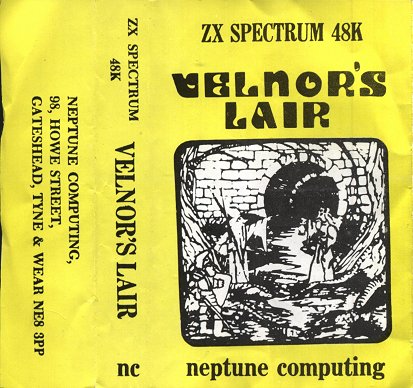 NEPTUNE COMPUTING,
98, HOWE STREET,
GATESHEAD, TYNE & WEAR NE8 3PP
ZX SPECTRUM
48K
VELNOR'S LAIR
nc
ZX SPECTRUM 48K
VELNOR'S
LAIR
neptune computing